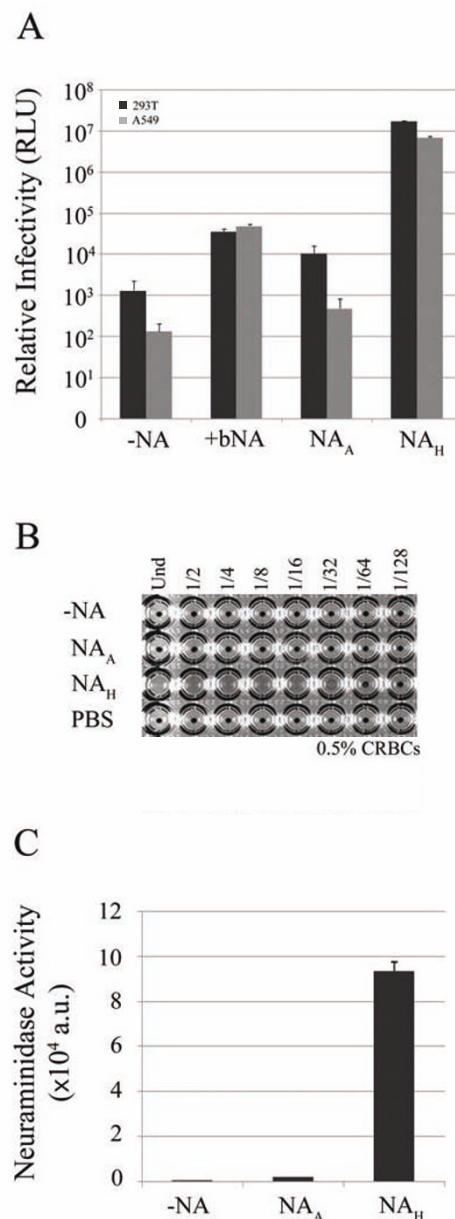 A
Relative Infectivity (RLU)
10⁸
10⁷
10⁶
10⁵
10⁴
10³
10²
10¹
0
293T
A549
-NA
+bNA
NA_A
NA_H
B
Und
1/2
1/4
1/8
1/16
1/32
1/64
1/128
-NA
NA_A
NA_H
PBS
0.5% CRBCs
C
Neuraminidase Activity
(x10⁴ a.u.)
12
10
8
6
4
2
0
-NA
NA_A
NA_H